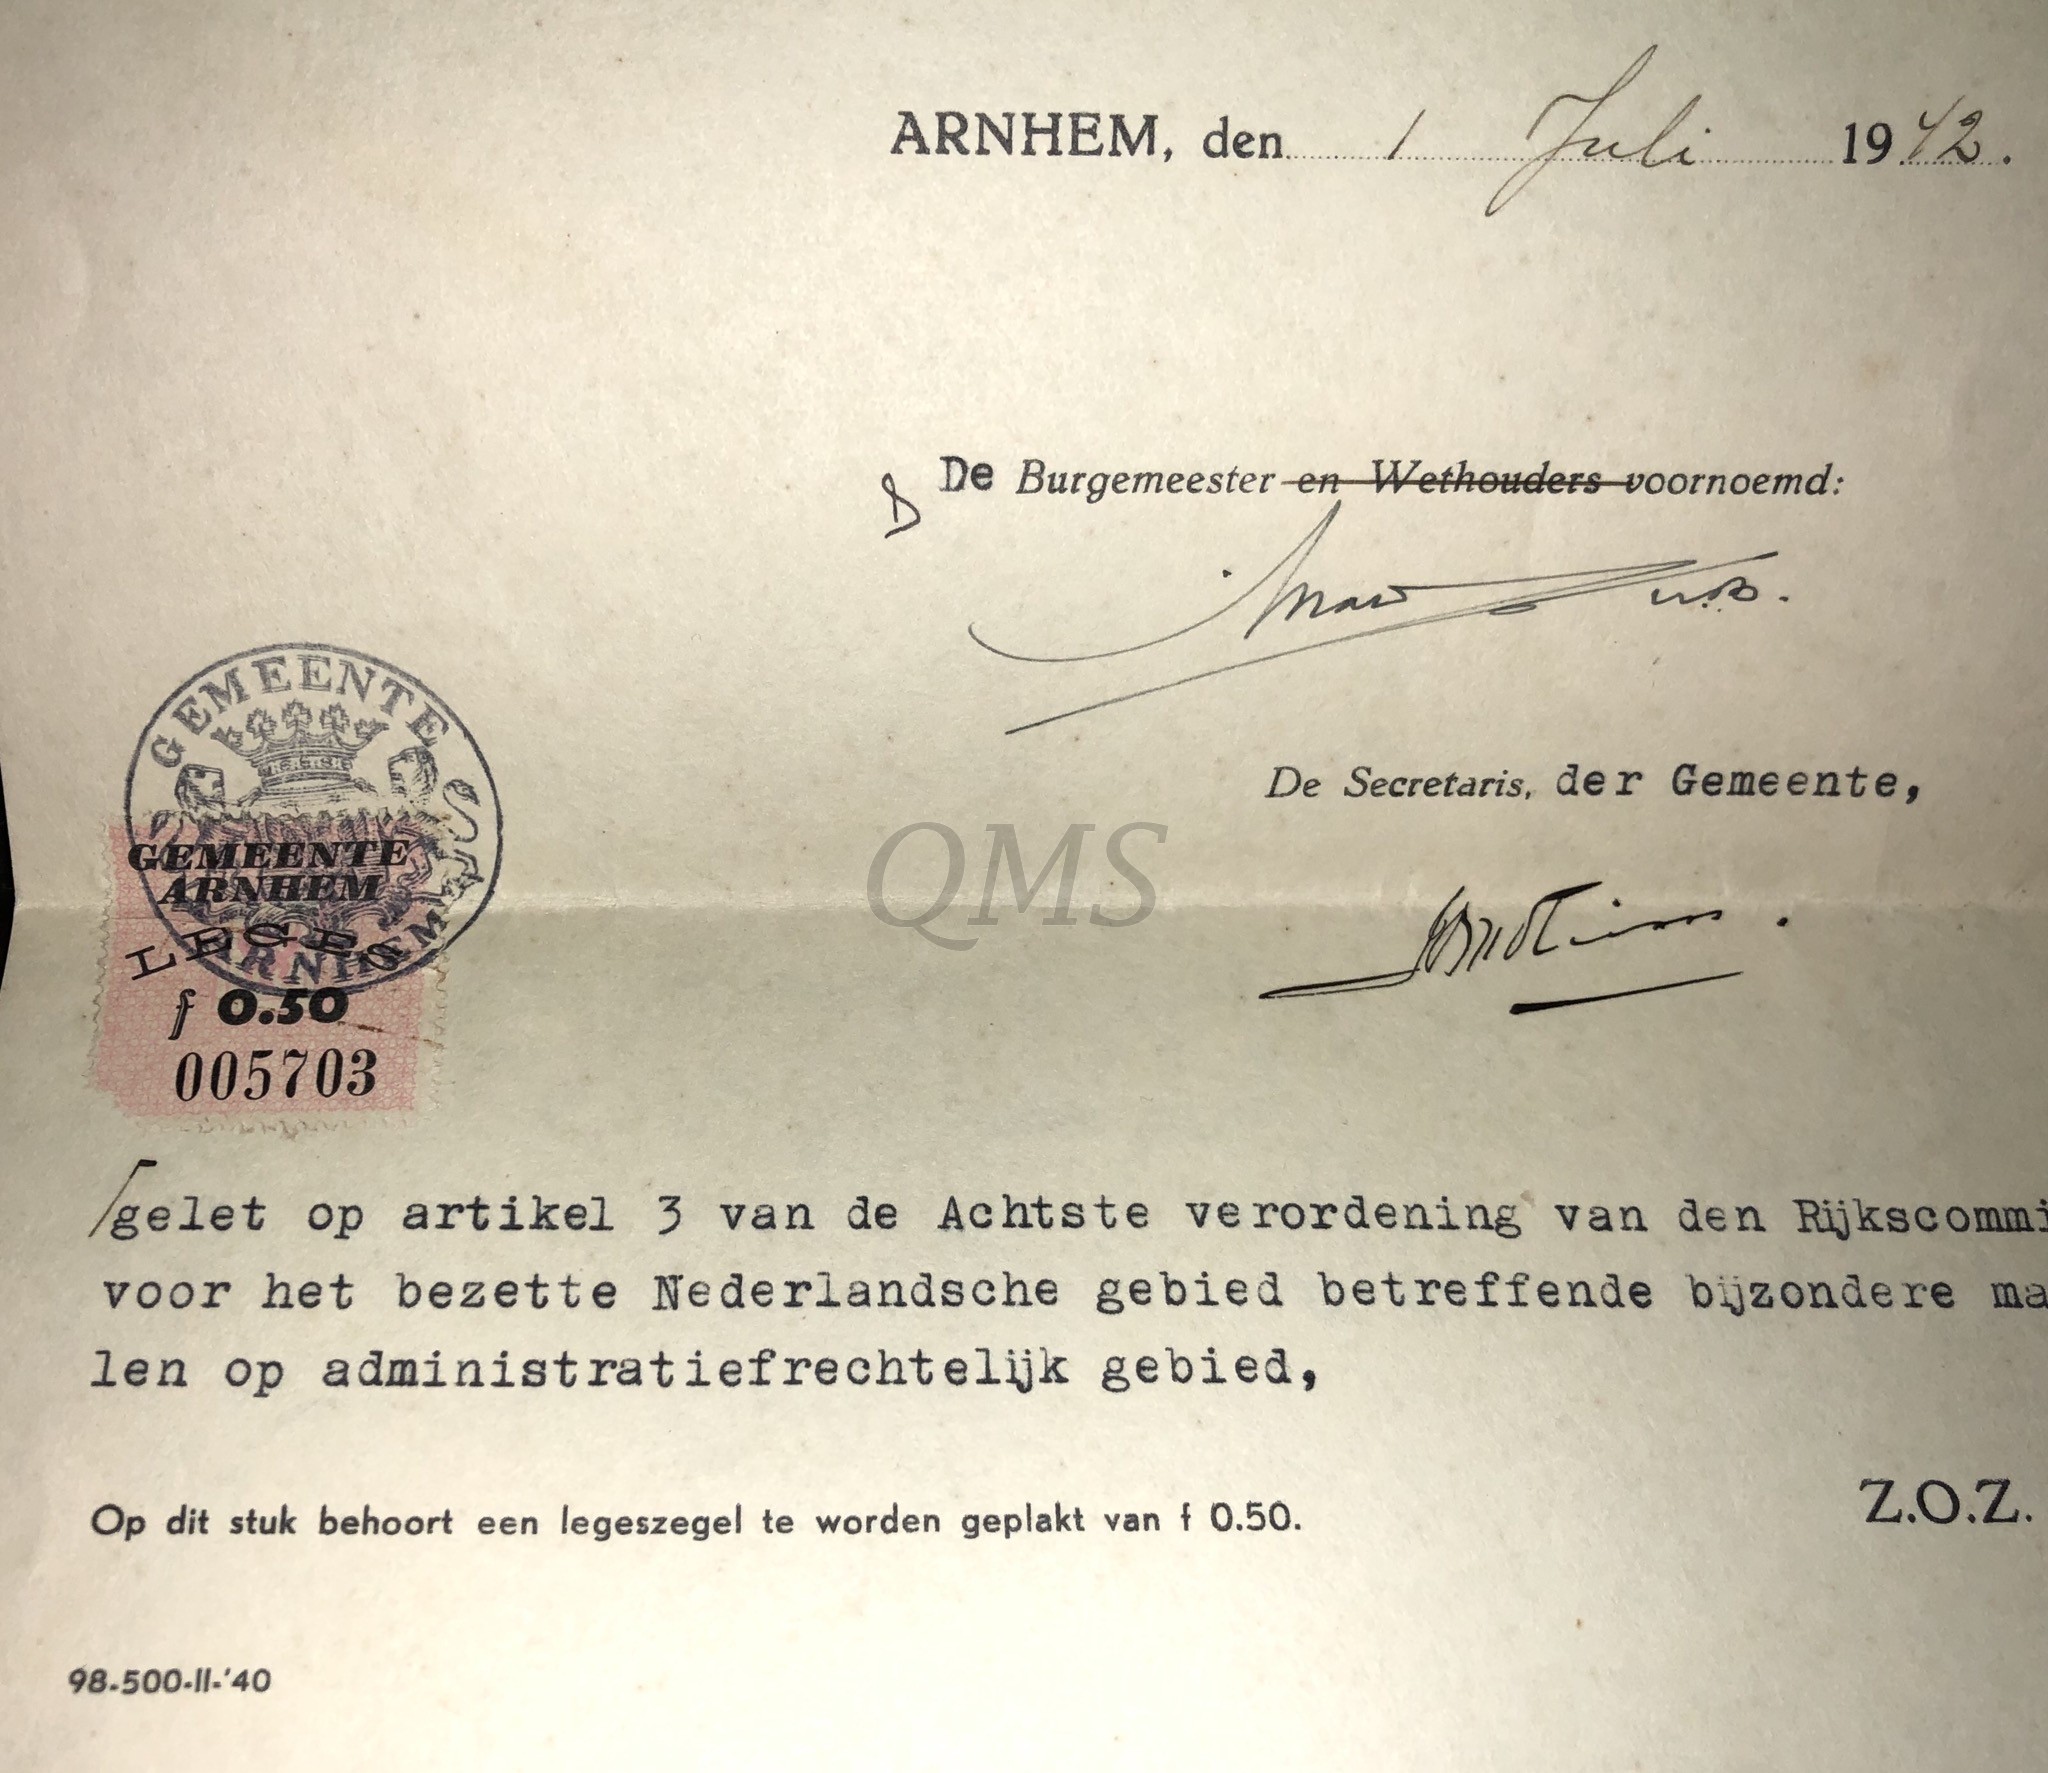 ARNHEM, den 1 Juli 1942.
De Burgemeester en Wethouders voornoemd:
De Secretaris, der Gemeente,
GEMEENTE
ARNHEM
GEMEENTE
ARNHEM
LEGES
f 0.50
005703
QMS
gelet op artikel 3 van de Achtste verordening van den Rijkscommi
voor het bezette Nederlandsche gebied betreffende bijzondere ma
len op administratiefrechtelijk gebied,
Z.O.Z.
Op dit stuk behoort een legeszegel te worden geplakt van f 0.50.
98.500-II-'40